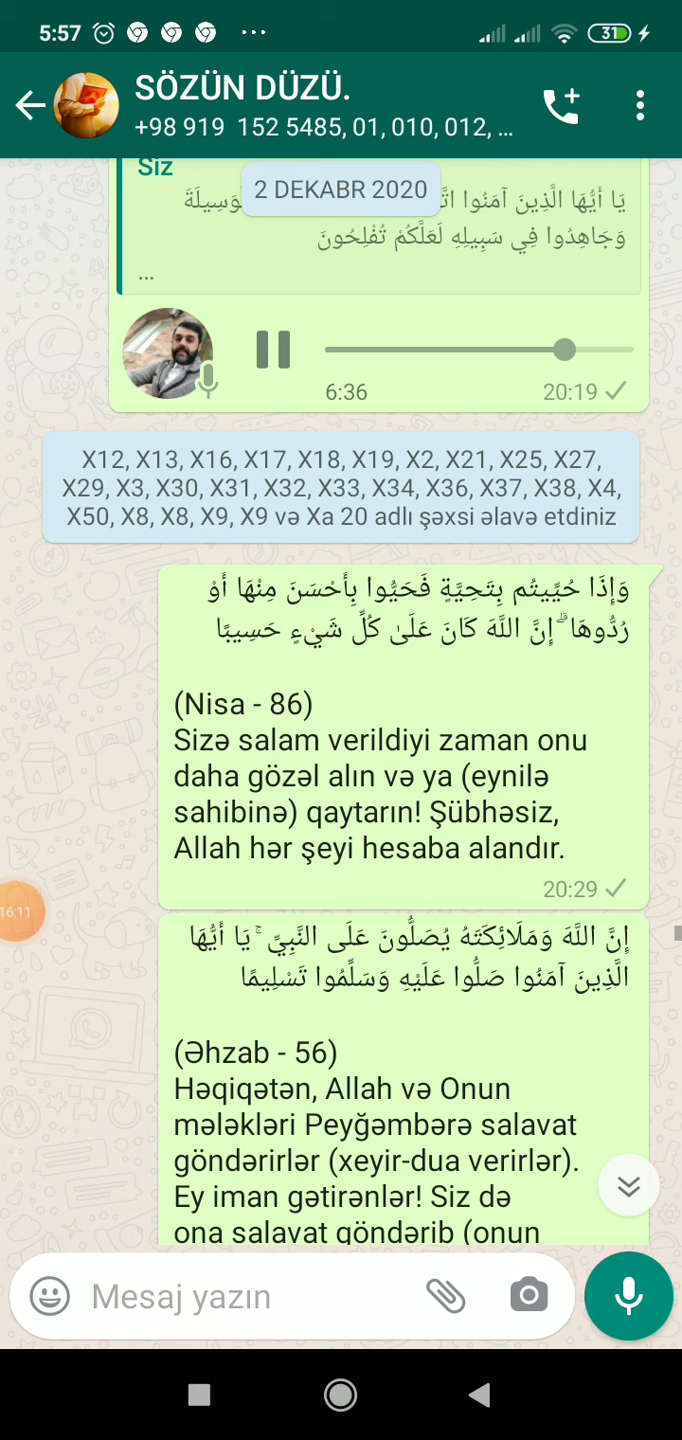 5:57 ... 31
SÖZÜN DÜZÜ.
+98 919 152 5485, 01, 010, 012, ...
Siz
2 DEKABR 2020
يَا أَيُّهَا الَّذِينَ آمَنُوا الْوَسِيلَةَ
وَجَاهِدُوا فِي سَبِيلِهِ لَعَلَّكُمْ تُفْلِحُونَ
...
6:36 20:19
X12, X13, X16, X17, X18, X19, X2, X21, X25, X27,
X29, X3, X30, X31, X32, X33, X34, X36, X37, X38, X4,
X50, X8, X8, X9, X9 və Xa 20 adlı şəxsi əlavə etdiniz
وَإِذَا حُيِّيتُم بِتَحِيَّةٍ فَحَيُّوا بِأَحْسَنَ مِنْهَا أَوْ
رُدُّوهَا ۗ إِنَّ اللَّهَ كَانَ عَلَىٰ كُلِّ شَيْءٍ حَسِيبًا
(Nisa - 86)
Sizə salam verildiyi zaman onu
daha gözəl alın və ya (eynilə
sahibinə) qaytarın! Şübhəsiz,
Allah hər şeyi hesaba alandır.
20:29
16:11
إِنَّ اللَّهَ وَمَلَائِكَتَهُ يُصَلُّونَ عَلَى النَّبِيِّ ۚ يَا أَيُّهَا
الَّذِينَ آمَنُوا صَلُّوا عَلَيْهِ وَسَلِّمُوا تَسْلِيمًا
(Əhzab - 56)
Həqiqətən, Allah və Onun
mələkləri Peyğəmbərə salavat
göndərirlər (xeyir-dua verirlər).
Ey iman gətirənlər! Siz də
ona salavat göndərib (onun
Mesaj yazın